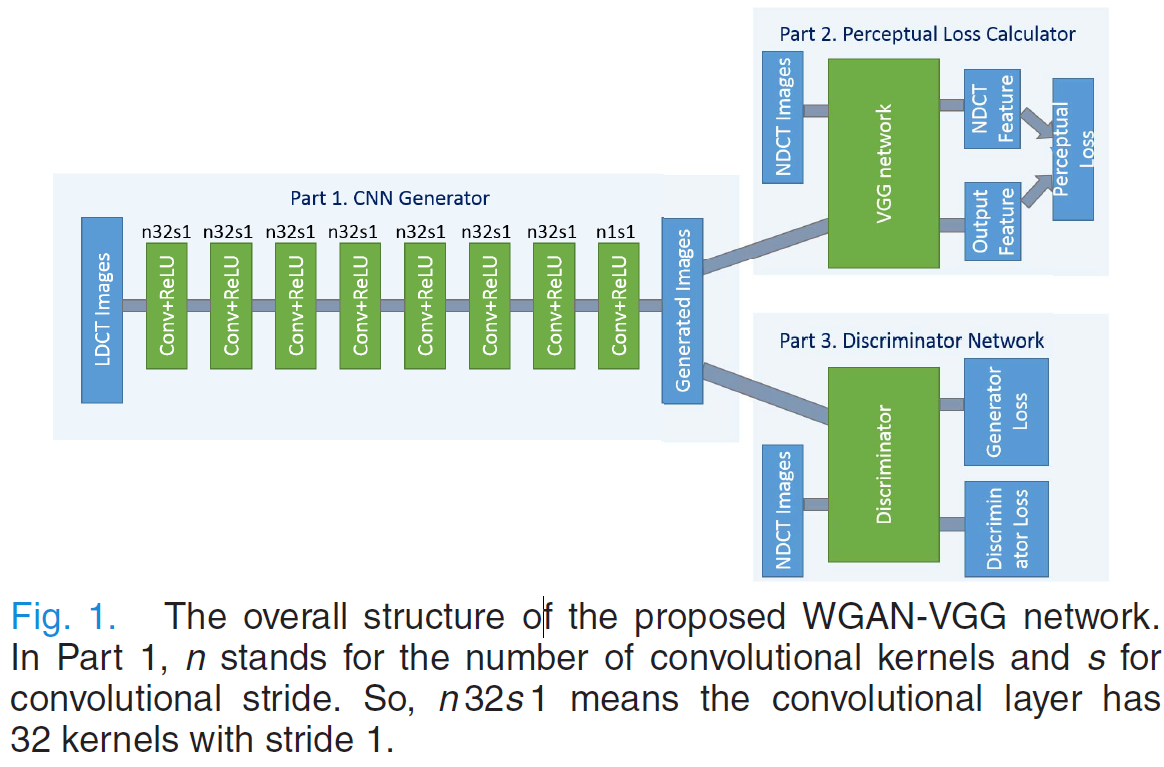 Part 1. CNN Generator
LDCT Images
n32s1 n32s1 n32s1 n32s1 n32s1 n32s1 n32s1 n1s1
Conv+ReLU Conv+ReLU Conv+ReLU Conv+ReLU Conv+ReLU Conv+ReLU Conv+ReLU Conv+ReLU
Generated Images
Part 2. Perceptual Loss Calculator
NDCT Images
VGG network
NDCT
Feature
Output
Feature
Perceptual
Loss
Part 3. Discriminator Network
NDCT Images
Discriminator
Generator
Loss
Discrimin
ator Loss
Fig. 1. The overall structure of the proposed WGAN-VGG network.
In Part 1, n stands for the number of convolutional kernels and s for
convolutional stride. So, n32s1 means the convolutional layer has
32 kernels with stride 1.